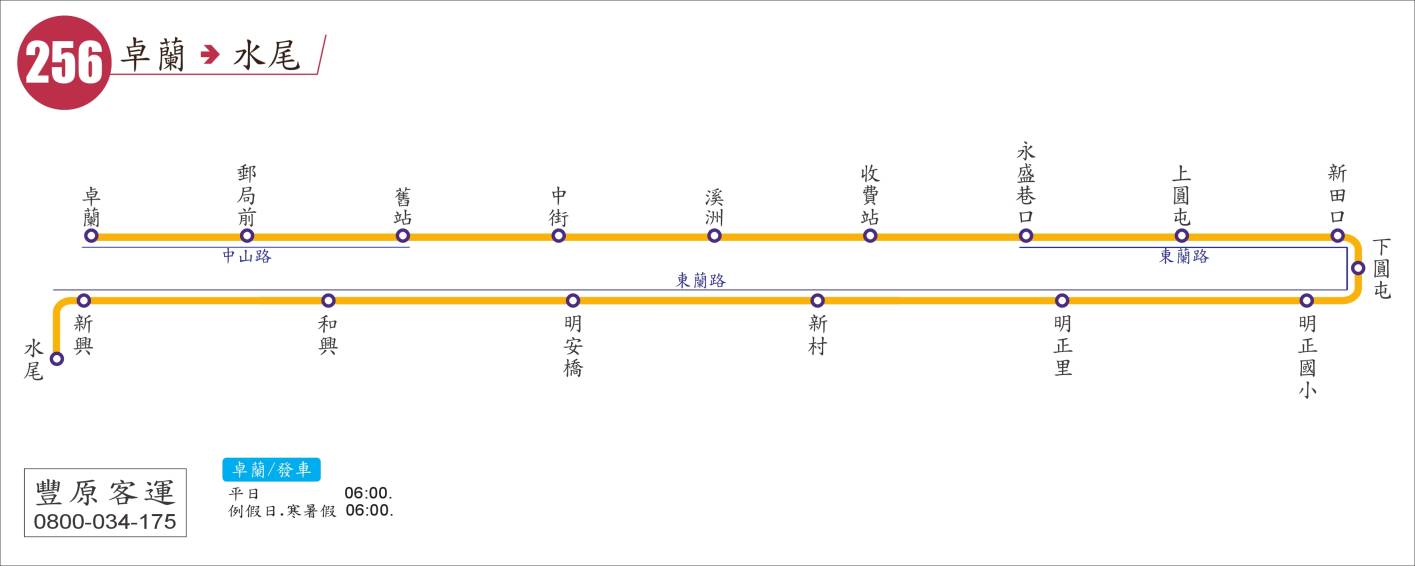 256 卓蘭 → 水尾
卓蘭
郵局前
舊站
中街
溪洲
收費站
永盛巷口
上圓屯
新田口
中山路
東蘭路
下圓屯
東蘭路
明正國小
明正里
新村
明安橋
和興
新興
水尾
豐原客運
0800-034-175
卓蘭/發車
平日 06:00.
例假日.寒暑假 06:00.